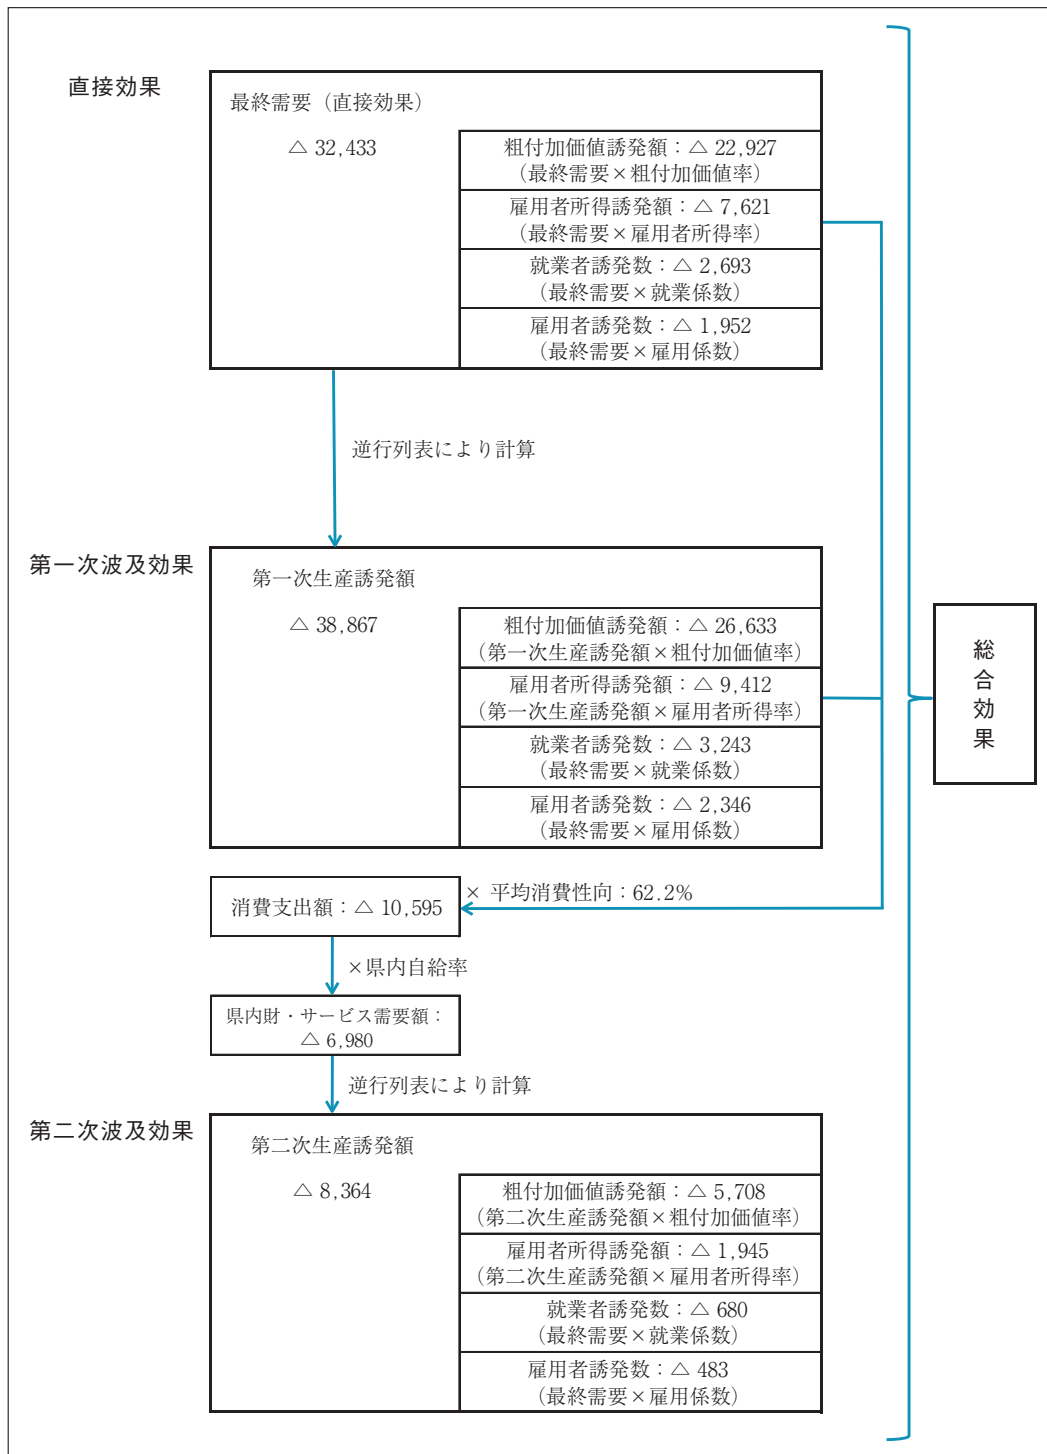 直接効果
最終需要（直接効果）
△ 32,433
粗付加価値誘発額：△ 22,927
（最終需要×粗付加価値率）
雇用者所得誘発額：△ 7,621
（最終需要×雇用者所得率）
就業者誘発数：△ 2,693
（最終需要×就業係数）
雇用者誘発数：△ 1,952
（最終需要×雇用係数）
逆行列表により計算
第一次波及効果
第一次生産誘発額
△ 38,867
粗付加価値誘発額：△ 26,633
（第一次生産誘発額×粗付加価値率）
雇用者所得誘発額：△ 9,412
（第一次生産誘発額×雇用者所得率）
就業者誘発数：△ 3,243
（最終需要×就業係数）
雇用者誘発数：△ 2,346
（最終需要×雇用係数）
総合効果
消費支出額：△ 10,595
× 平均消費性向：62.2%
×県内自給率
県内財・サービス需要額：
△ 6,980
逆行列表により計算
第二次波及効果
第二次生産誘発額
△ 8,364
粗付加価値誘発額：△ 5,708
（第二次生産誘発額×粗付加価値率）
雇用者所得誘発額：△ 1,945
（第二次生産誘発額×雇用者所得率）
就業者誘発数：△ 680
（最終需要×就業係数）
雇用者誘発数：△ 483
（最終需要×雇用係数）